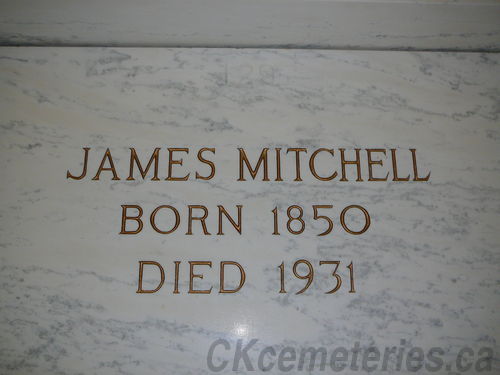 JAMES MITCHELL
BORN 1850
DIED 1931
CKcemeteries.ca